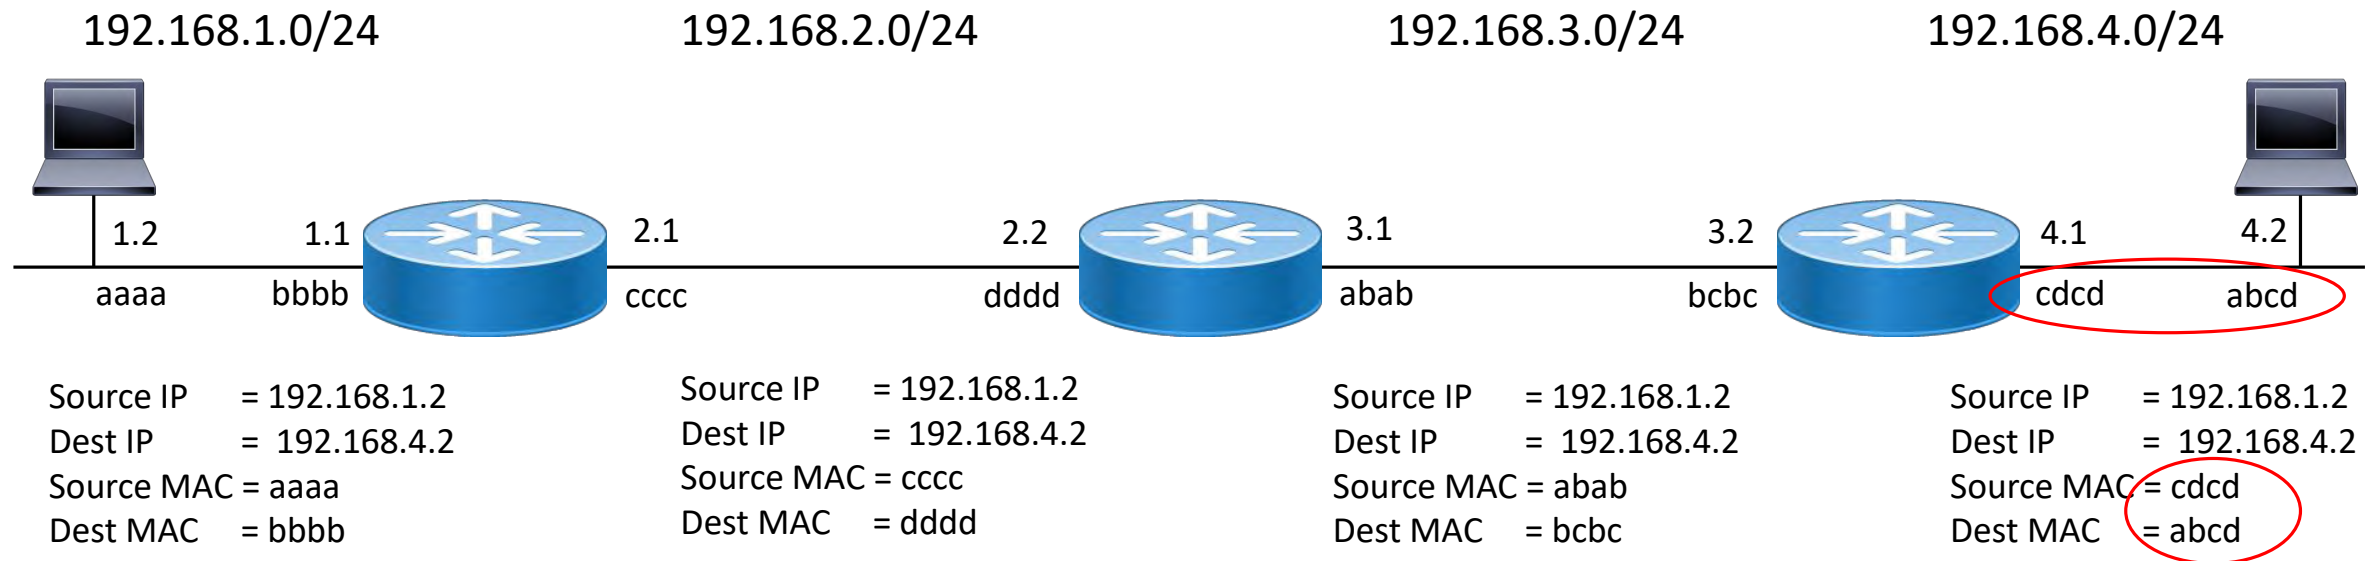 192.168.1.0/24
192.168.2.0/24
192.168.3.0/24
192.168.4.0/24
1.2
1.1
2.1
2.2
3.1
3.2
4.1
4.2
aaaa
bbbb
cccc
dddd
abab
bcbc
cdcd
abcd
Source IP = 192.168.1.2
Dest IP = 192.168.4.2
Source MAC = aaaa
Dest MAC = bbbb
Source IP = 192.168.1.2
Dest IP = 192.168.4.2
Source MAC = cccc
Dest MAC = dddd
Source IP = 192.168.1.2
Dest IP = 192.168.4.2
Source MAC = abab
Dest MAC = bcbc
Source IP = 192.168.1.2
Dest IP = 192.168.4.2
Source MAC = cdcd
Dest MAC = abcd